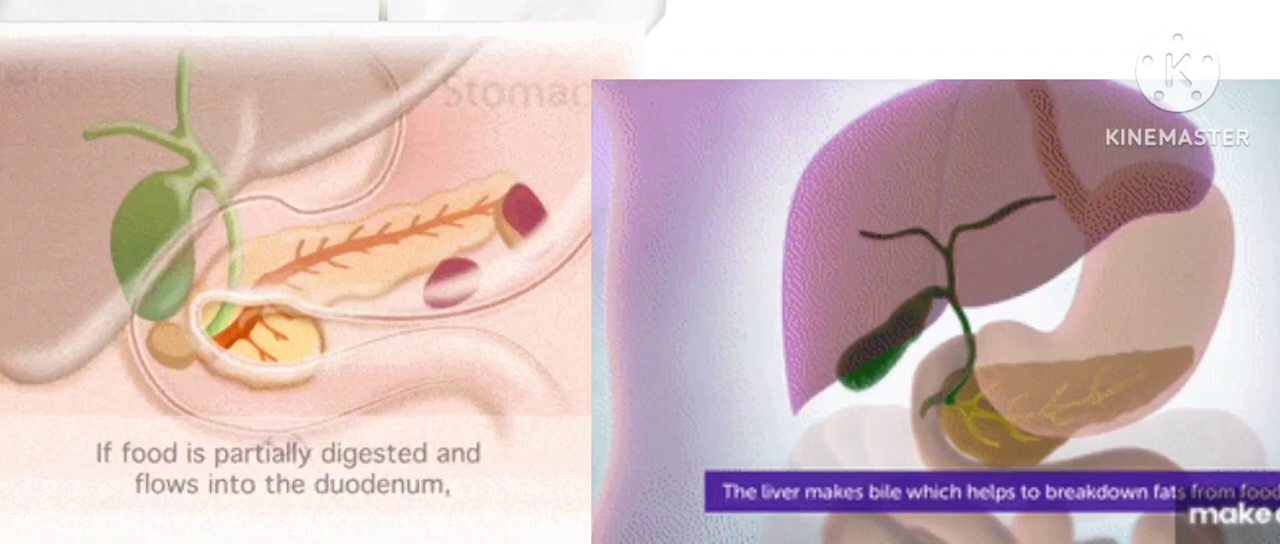 Stomac
If food is partially digested and
flows into the duodenum,
KINEMASTER
The liver makes bile which helps to breakdown fats from food
make